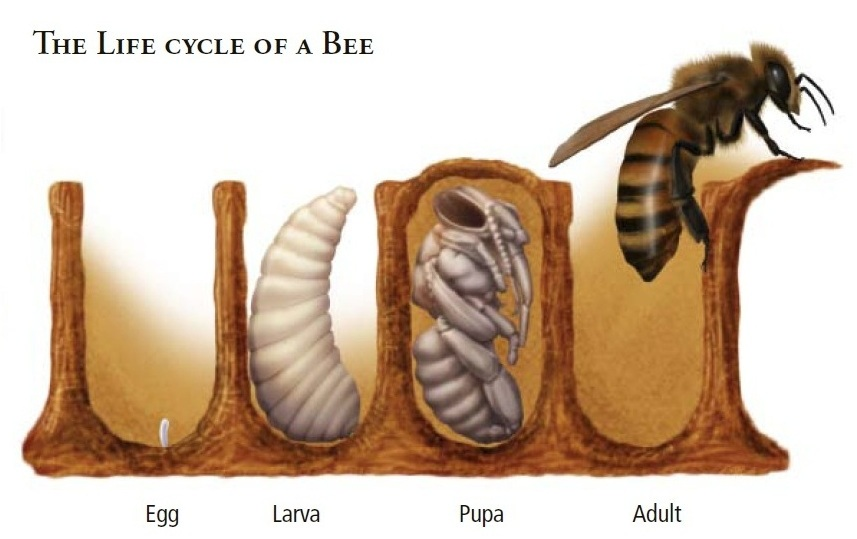 The Life cycle of a Bee
Egg
Larva
Pupa
Adult